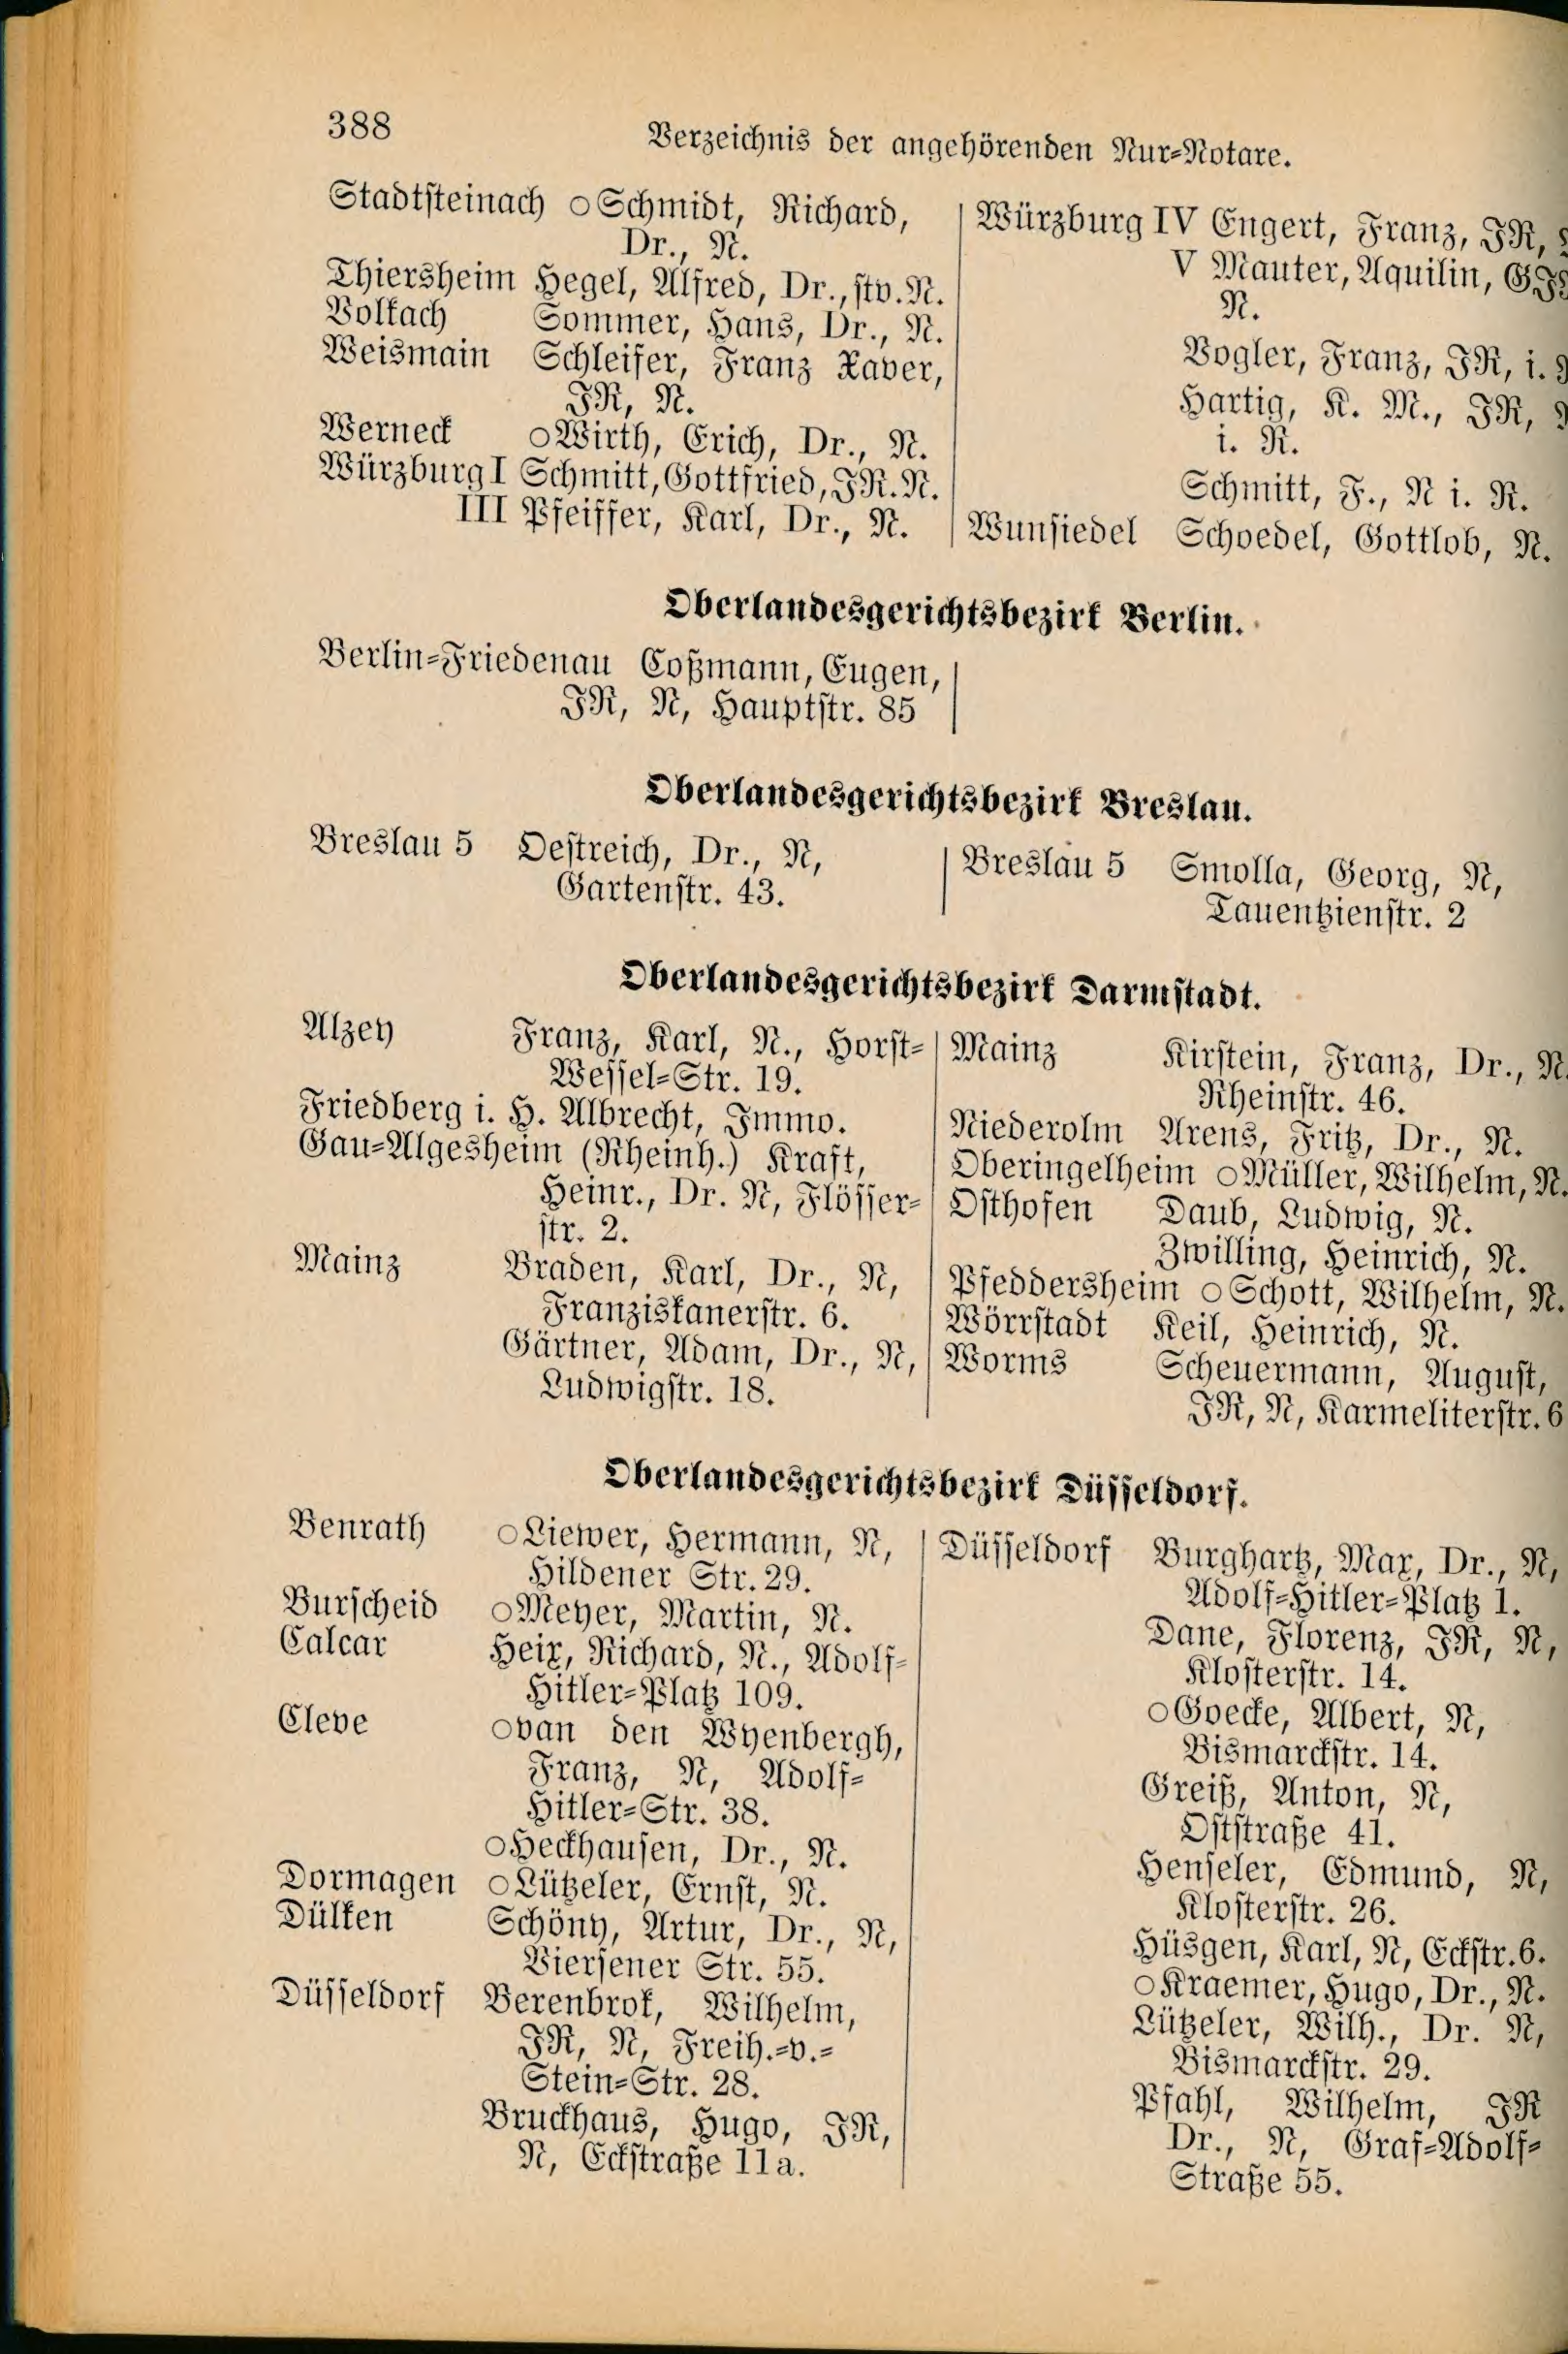 388
Verzeichnis der angehörenden Nur-Notare.
Stadtsteinach ○Schmidt, Richard,
Dr., N.
Thiersheim Hegel, Alfred, Dr., stv. N.
Volkach Sommer, Hans, Dr., N.
Weismain Schleifer, Franz Xaver,
JR, N.
Werneck ○Wirth, Erich, Dr., N.
Würzburg I Schmitt, Gottfried, JR. N.
III Pfeiffer, Karl, Dr., N.
Würzburg IV Engert, Franz, JR,
V Mauter, Aquilin,
N.
Vogler, Franz, JR, i.
Hartig, K. M., JR,
i. R.
Schmitt, F., N i. R.
Wunsiedel Schoedel, Gottlob, N.
Oberlandesgerichtsbezirk Berlin.
Berlin-Friedenau Coßmann, Eugen,
JR, N, Hauptstr. 85
Oberlandesgerichtsbezirk Breslau.
Breslau 5 Oestreich, Dr., N,
Gartenstr. 43.
Breslau 5 Smolla, Georg, N,
Tauentzienstr. 2
Oberlandesgerichtsbezirk Darmstadt.
Alzey Franz, Karl, N., Horst-
Wessel-Str. 19.
Friedberg i. H. Albrecht, Immo.
Gau-Algesheim (Rheinh.) Kraft,
Heinr., Dr. N, Flösser-
str. 2.
Mainz Braden, Karl, Dr., N,
Franziskanerstr. 6.
Gärtner, Adam, Dr., N,
Ludwigstr. 18.
Mainz Kirstein, Franz, Dr., N.
Rheinstr. 46.
Niederolm Arens, Fritz, Dr., N.
Oberingelheim ○Müller, Wilhelm, N.
Osthofen Daub, Ludwig, N.
Zwilling, Heinrich, N.
Pfeddersheim ○Schott, Wilhelm, N.
Wörrstadt Keil, Heinrich, N.
Worms Scheuermann, August,
JR, N, Karmeliterstr. 6
Oberlandesgerichtsbezirk Düsseldorf.
Benrath ○Liewer, Hermann, N,
Hildener Str. 29.
Burscheid ○Meyer, Martin, N.
Calcar Heix, Richard, N., Adolf-
Hitler-Platz 109.
Cleve ○van den Wyenbergh,
Franz, N, Adolf-
Hitler-Str. 38.
○Heckhausen, Dr., N.
Dormagen ○Lützeler, Ernst, N.
Dülken Schöny, Artur, Dr., N,
Viersener Str. 55.
Düsseldorf Berenbrok, Wilhelm,
JR, N, Freih.-v.-
Stein-Str. 28.
Bruckhaus, Hugo, JR,
N, Eckstraße 11a.
Düsseldorf Burghartz, Max, Dr., N,
Adolf-Hitler-Platz 1.
Dane, Florenz, JR, N,
Klosterstr. 14.
○Goecke, Albert, N,
Bismarckstr. 14.
Greiß, Anton, N,
Oststraße 41.
Henseler, Edmund, N,
Klosterstr. 26.
Hüsgen, Karl, N, Eckstr. 6.
○Kraemer, Hugo, Dr., N.
Lützeler, Wilh., Dr. N,
Bismarckstr. 29.
Pfahl, Wilhelm, JR
Dr., N, Graf-Adolf-
Straße 55.